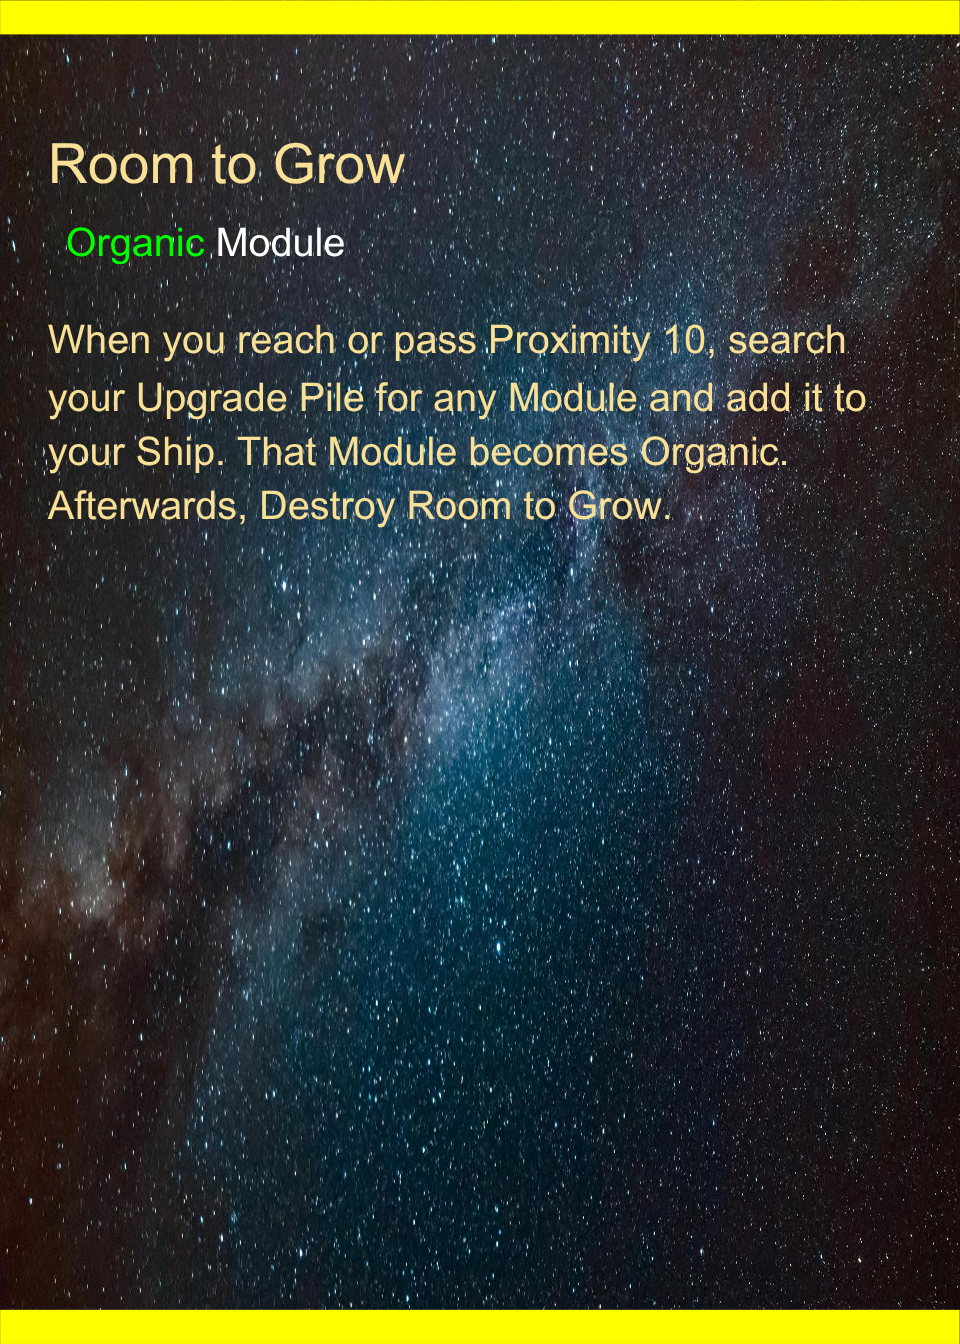 Room to Grow
Organic Module
When you reach or pass Proximity 10, search
your Upgrade Pile for any Module and add it to
your Ship. That Module becomes Organic.
Afterwards, Destroy Room to Grow.